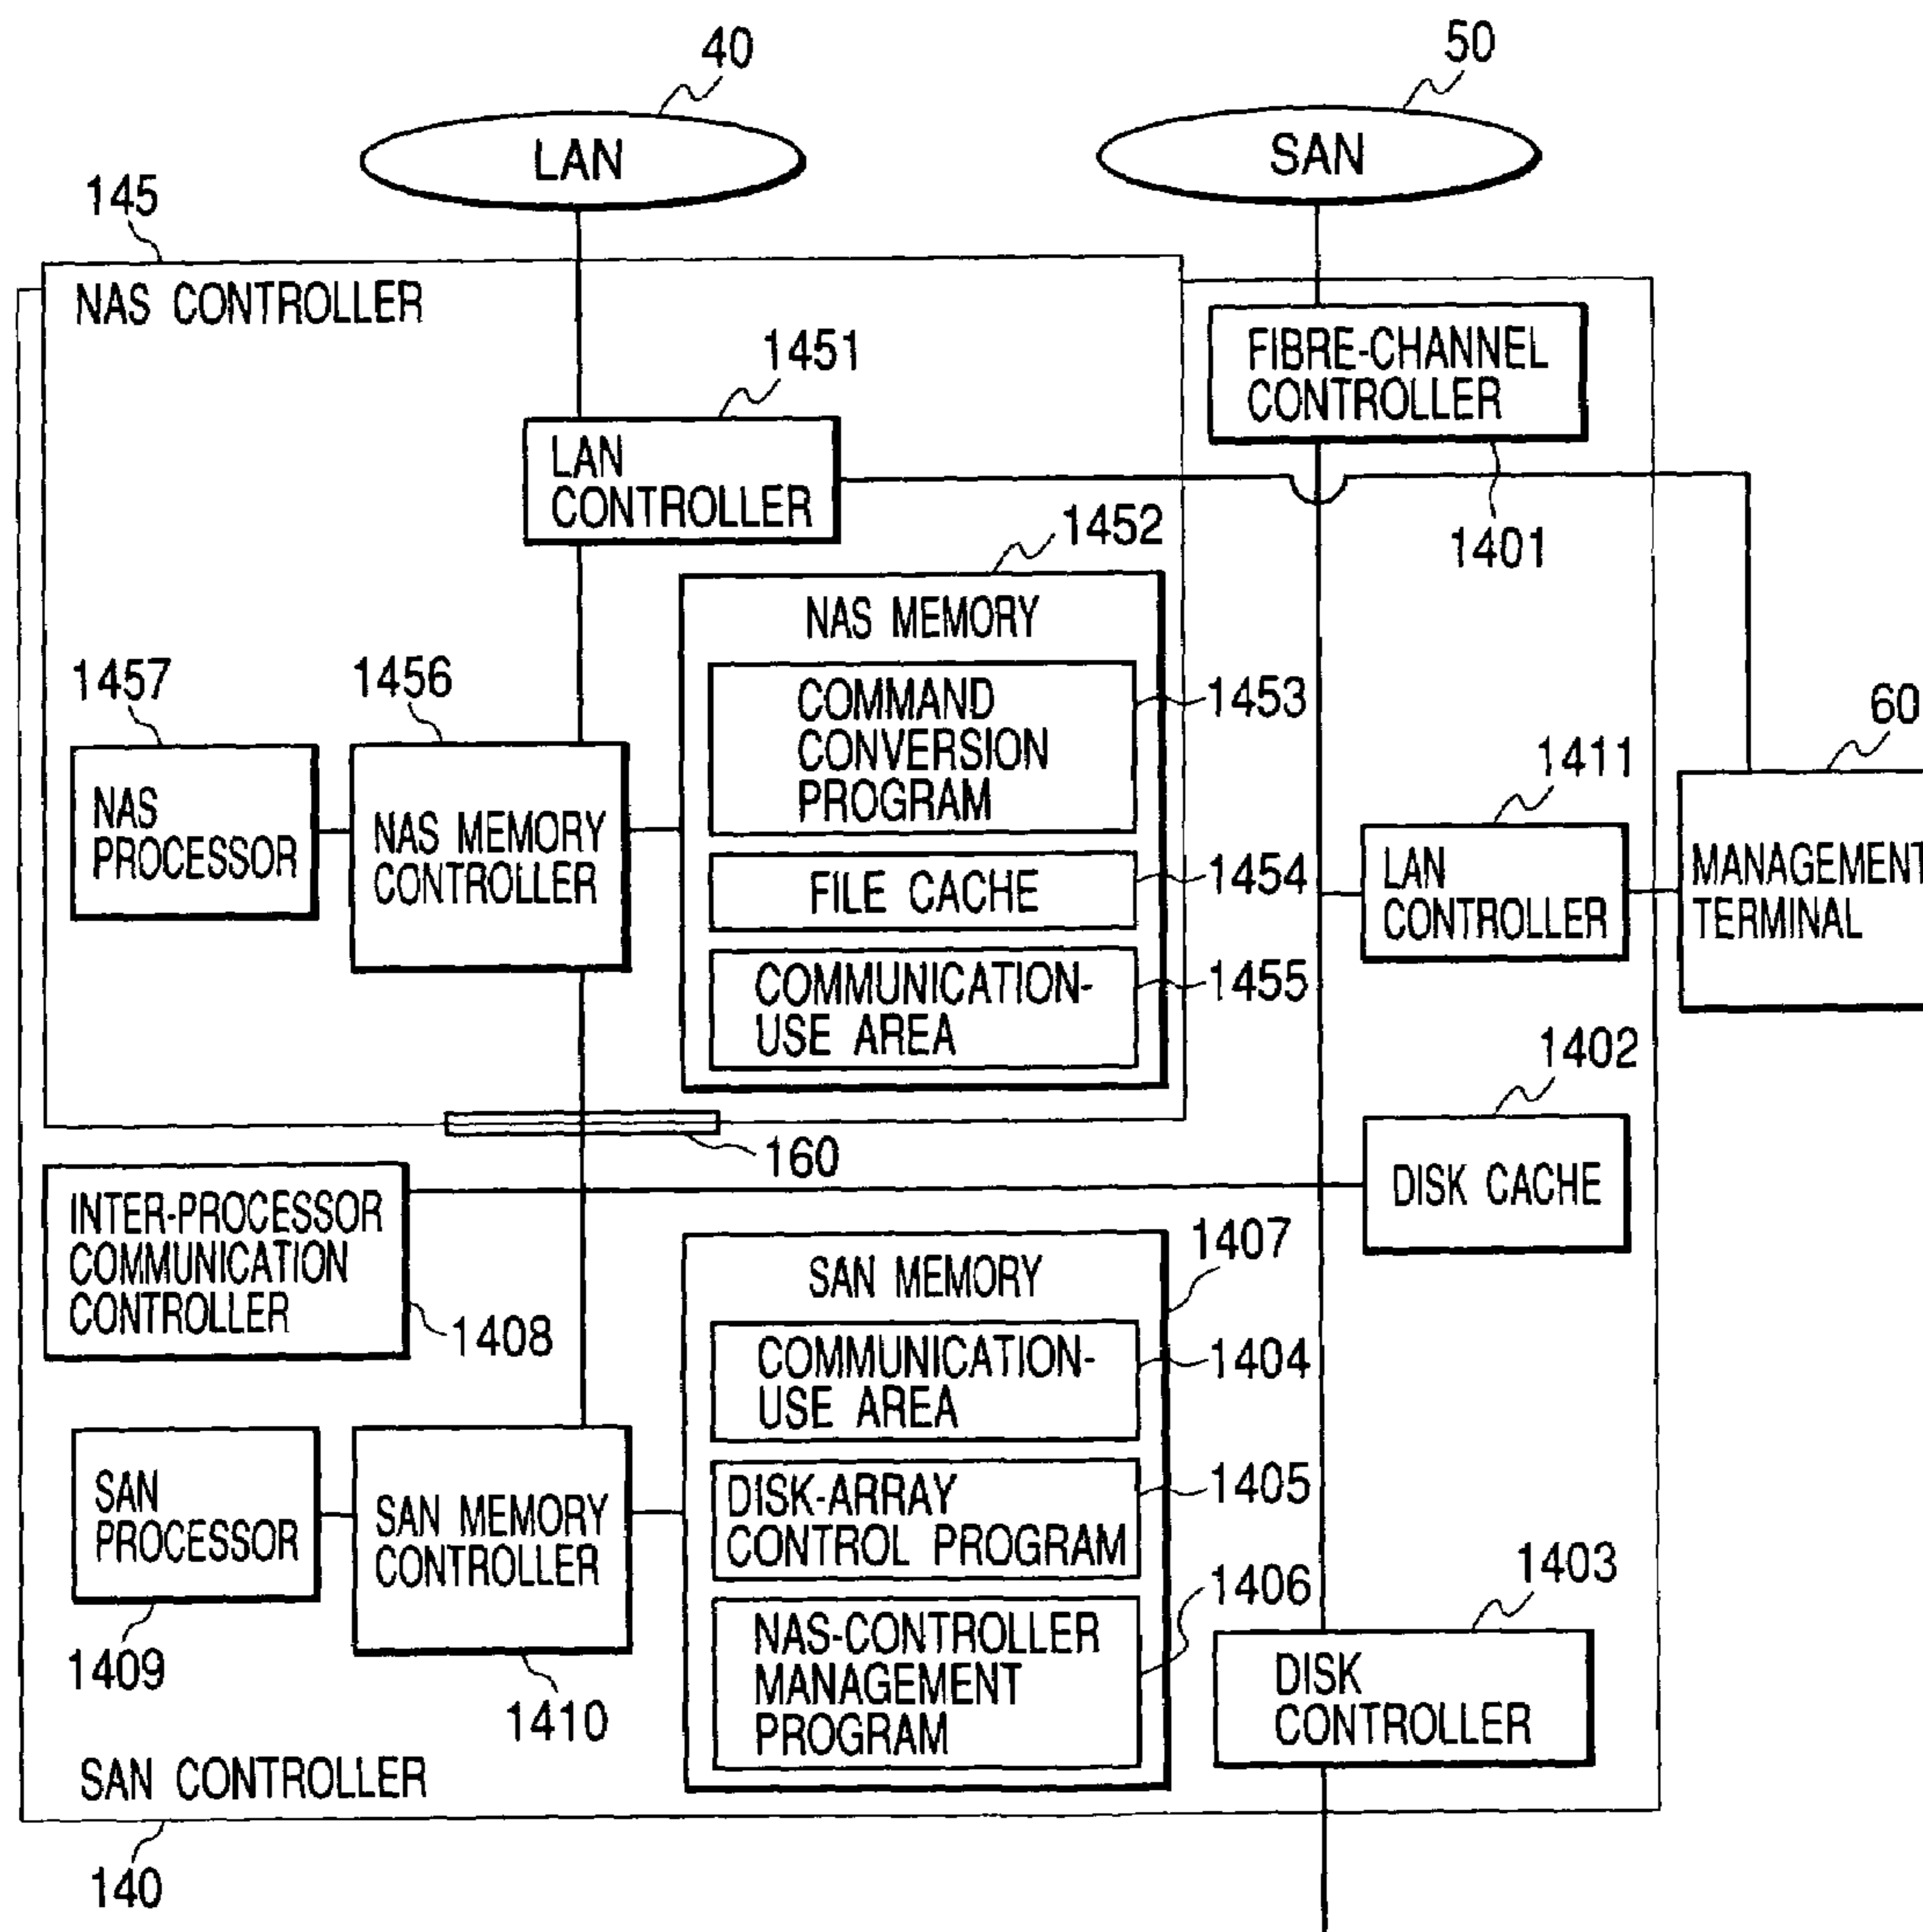 40
50
LAN
SAN
145
NAS CONTROLLER
1451
FIBRE-CHANNEL
CONTROLLER
LAN
CONTROLLER
1401
1452
NAS MEMORY
1457
1456
COMMAND
CONVERSION
PROGRAM
1453
60
1411
NAS
PROCESSOR
NAS MEMORY
CONTROLLER
FILE CACHE
1454
LAN
CONTROLLER
MANAGEMENT
TERMINAL
COMMUNICATION-
USE AREA
1455
1402
160
DISK CACHE
INTER-PROCESSOR
COMMUNICATION
CONTROLLER
1408
1407
SAN MEMORY
COMMUNICATION-
USE AREA
1404
SAN
PROCESSOR
SAN MEMORY
CONTROLLER
DISK-ARRAY
CONTROL PROGRAM
1405
1406
1403
1409
1410
NAS-CONTROLLER
MANAGEMENT
PROGRAM
DISK
CONTROLLER
SAN CONTROLLER
140